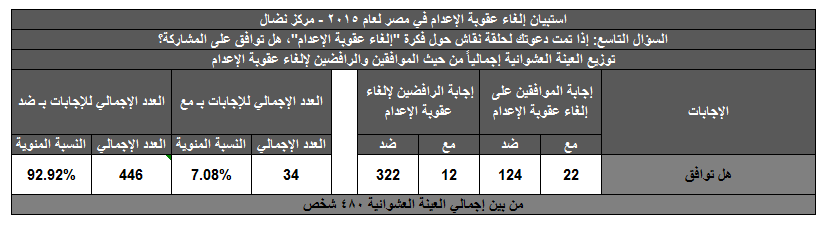 استبيان إلغاء عقوبة الإعدام في مصر لعام ٢٠١٥ - مركز نضال
السؤال التاسع: إذا تمت دعوتك لحلقة نقاش حول فكرة "إلغاء عقوبة الإعدام"، هل توافق على المشاركة؟
توزيع العينة العشوائية إجمالياً من حيث الموافقين والرافضين لإلغاء عقوبة الإعدام
الإجابات
إجابة الموافقين على إلغاء عقوبة الإعدام
إجابة الرافضين لإلغاء عقوبة الإعدام
العدد الإجمالي للإجابات بـ مع
العدد الإجمالي للإجابات بـ ضد
مع ضد مع ضد العدد الإجمالي النسبة المئوية العدد الإجمالي النسبة المئوية
هل توافق 22 124 12 322 34 7.08% 446 92.92%
من بين إجمالي العينة العشوائية ٤٨٠ شخص